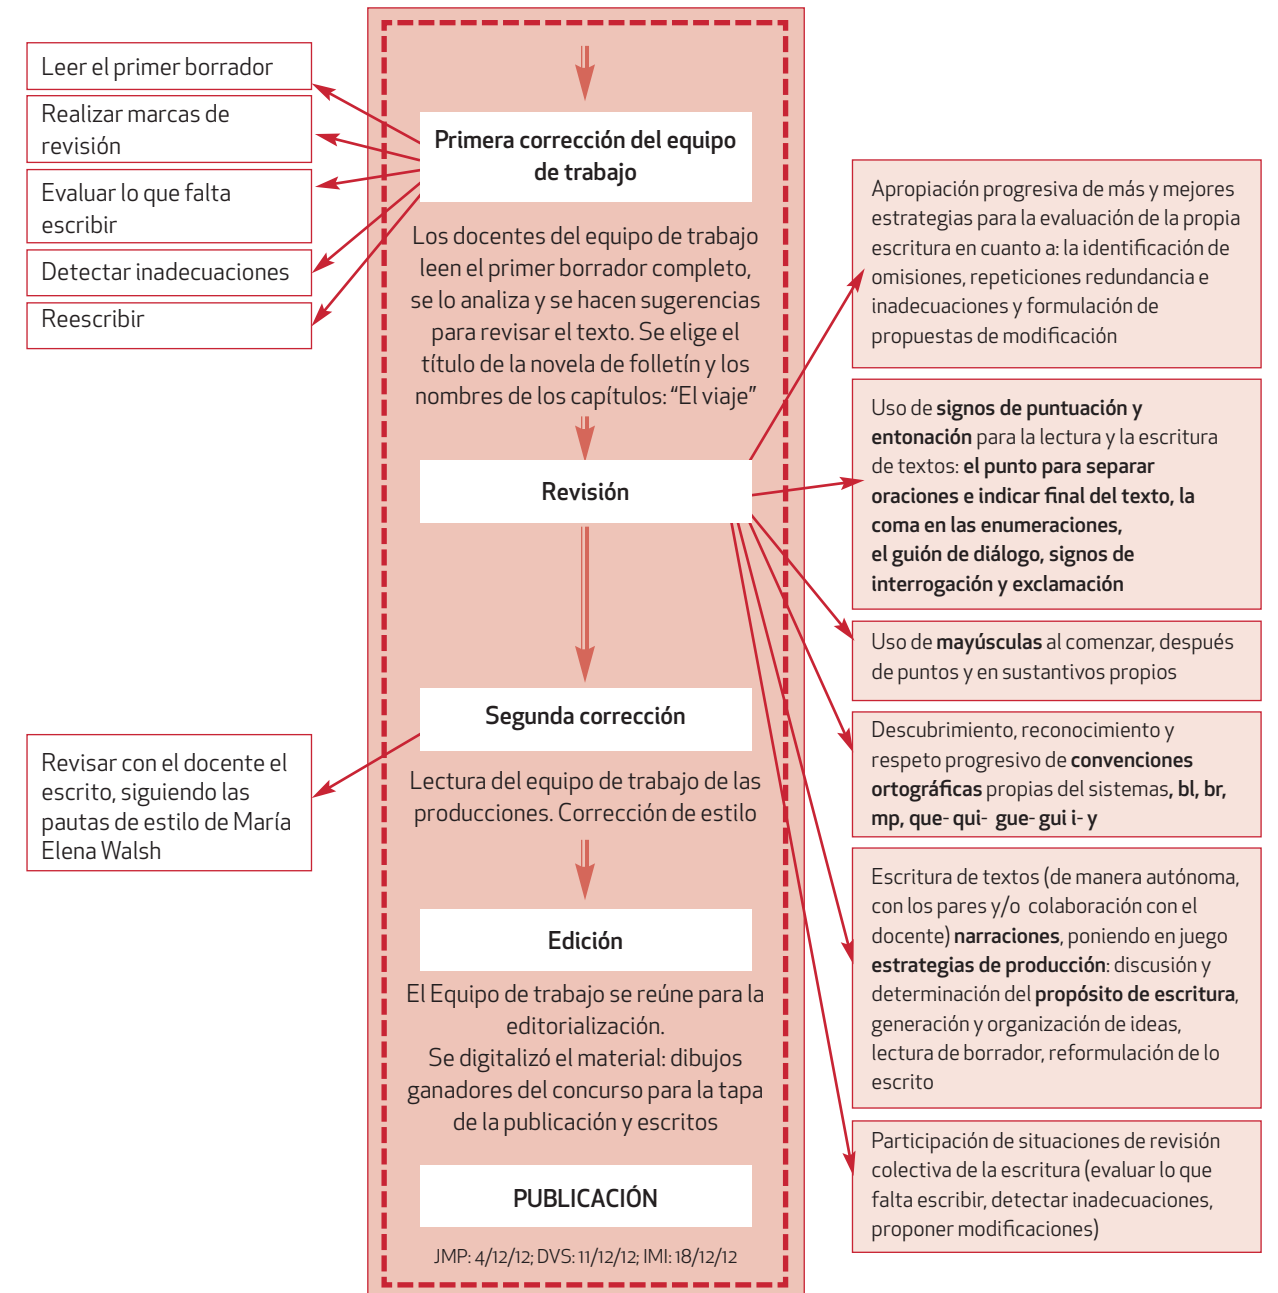 Leer el primer borrador
Realizar marcas de
revisión
Evaluar lo que falta
escribir
Detectar inadecuaciones
Reescribir
Primera corrección del equipo
de trabajo
Los docentes del equipo de trabajo
leen el primer borrador completo,
se lo analiza y se hacen sugerencias
para revisar el texto. Se elige el
título de la novela de folletín y los
nombres de los capítulos: “El viaje”
Revisión
Apropiación progresiva de más y mejores
estrategias para la evaluación de la propia
escritura en cuanto a: la identificación de
omisiones, repeticiones redundancia e
inadecuaciones y formulación de
propuestas de modificación
Uso de signos de puntuación y
entonación para la lectura y la escritura
de textos: el punto para separar
oraciones e indicar final del texto, la
coma en las enumeraciones,
el guión de diálogo, signos de
interrogación y exclamación
Uso de mayúsculas al comenzar, después
de puntos y en sustantivos propios
Descubrimiento, reconocimiento y
respeto progresivo de convenciones
ortográficas propias del sistemas, bl, br,
mp, que- qui- gue- gui i- y
Escritura de textos (de manera autónoma,
con los pares y/o colaboración con el
docente) narraciones, poniendo en juego
estrategias de producción: discusión y
determinación del propósito de escritura,
generación y organización de ideas,
lectura de borrador, reformulación de lo
escrito
Participación de situaciones de revisión
colectiva de la escritura (evaluar lo que
falta escribir, detectar inadecuaciones,
proponer modificaciones)
Segunda corrección
Lectura del equipo de trabajo de las
producciones. Corrección de estilo
Revisar con el docente el
escrito, siguiendo las
pautas de estilo de María
Elena Walsh
Edición
El Equipo de trabajo se reúne para la
editorialización.
Se digitalizó el material: dibujos
ganadores del concurso para la tapa
de la publicación y escritos
PUBLICACIÓN
JMP: 4/12/12; DVS: 11/12/12; IMI: 18/12/12